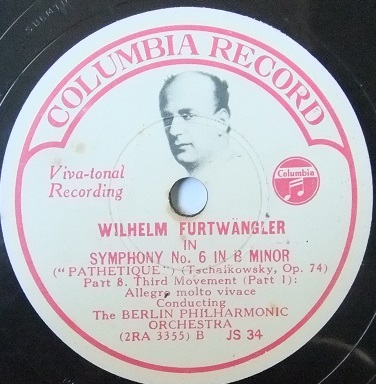 COLUMBIA RECORD
Viva-tonal
Recording
Columbia
WILHELM FURTWÄNGLER
IN
SYMPHONY No. 6 IN B MINOR
("PATHETIQUE") (Tschaikowsky, Op. 74)
Part 8. Third Movement (Part 1):
Allegro molto vivace
Conducting
The BERLIN PHILHARMONIC
ORCHESTRA
(2RA 3355) B JS 34